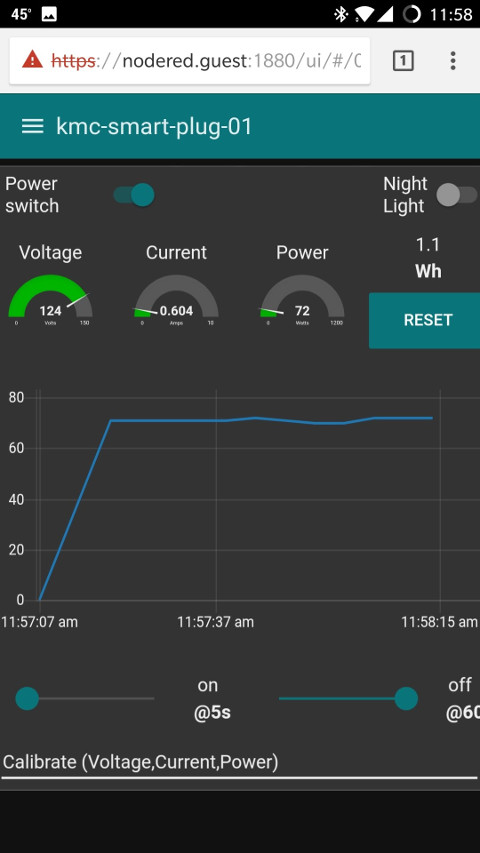 45°
11:58
https://nodered.guest:1880/ui/#/0
1
kmc-smart-plug-01
Power
switch
Night
Light
Voltage
Current
Power
1.1
Wh
124
Volts
0
150
0.604
Amps
0
10
72
Watts
0
1200
RESET
80
60
40
20
0
11:57:07 am
11:57:37 am
11:58:15 am
on
@5s
off
@60
Calibrate (Voltage,Current,Power)